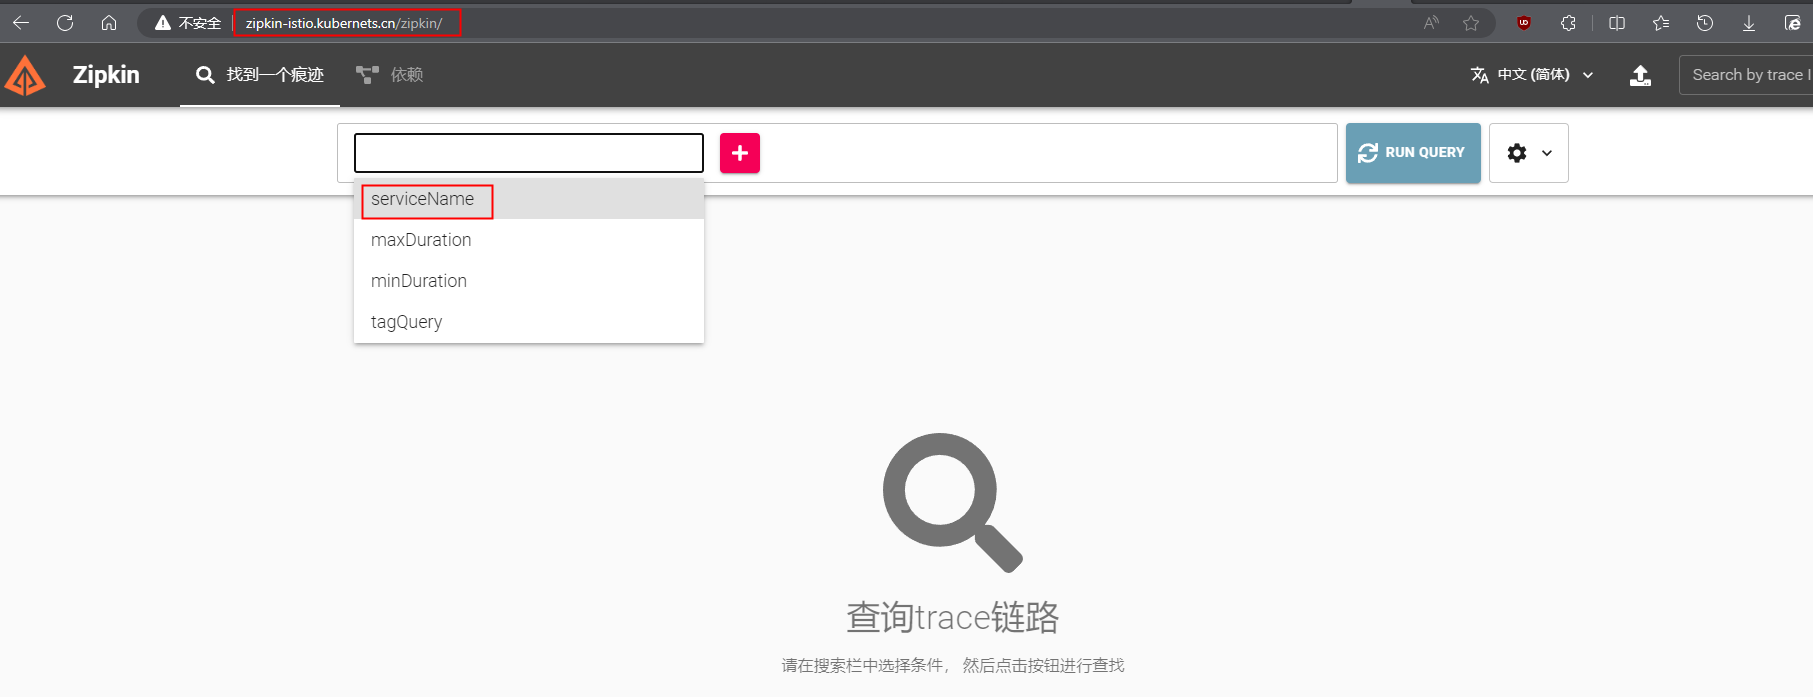 不安全 zipkin-istio.kubernets.cn/zipkin/
Zipkin 找到一个痕迹 依赖 中文 (简体) Search by trace I
RUN QUERY
serviceName
maxDuration
minDuration
tagQuery
查询trace链路
请在搜索栏中选择条件， 然后点击按钮进行查找